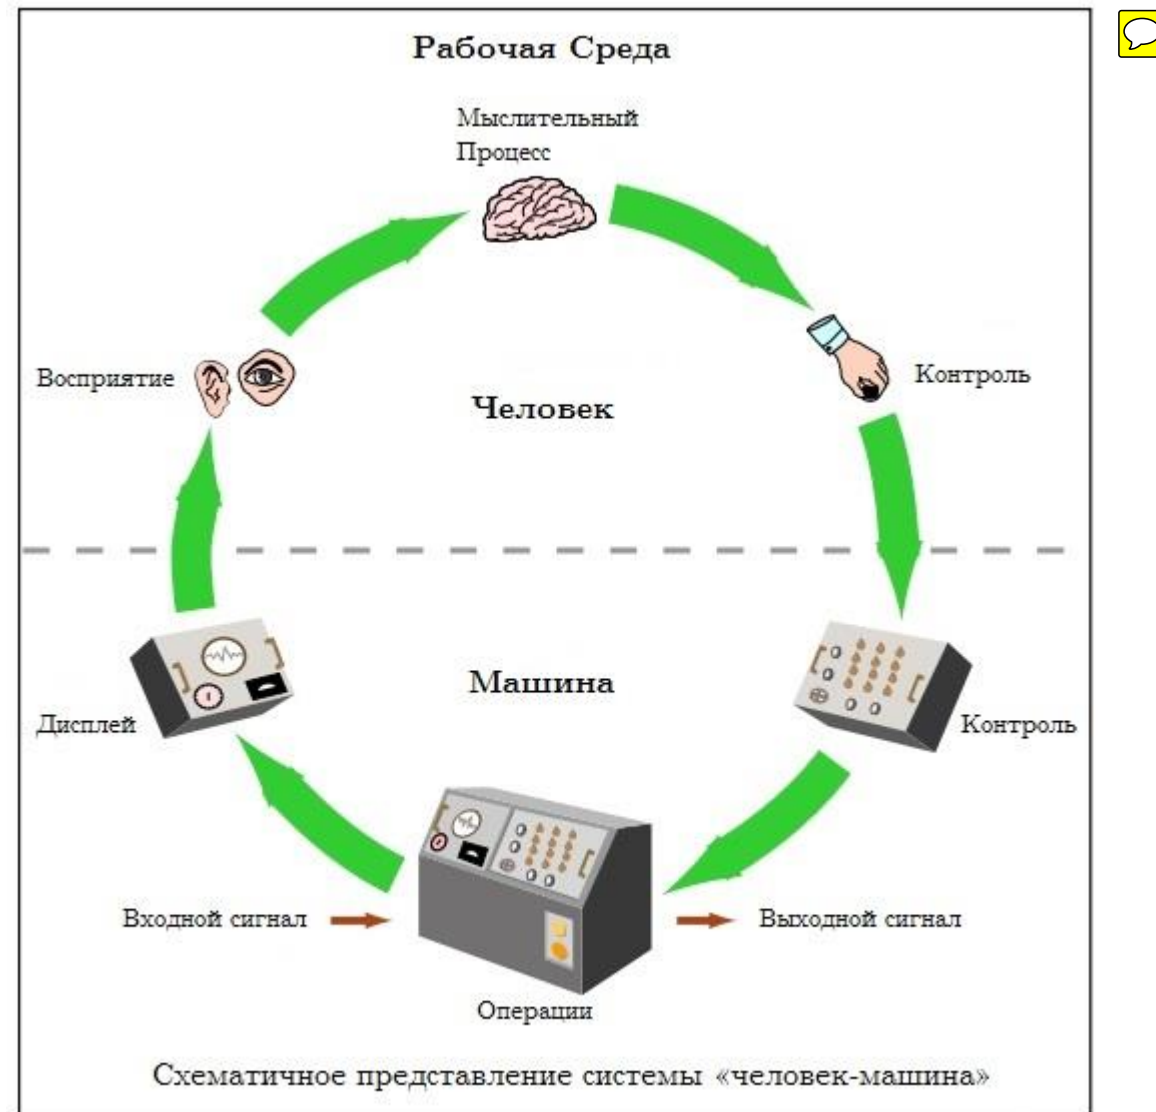 Рабочая Среда
Мыслительный
Процесс
Восприятие
Контроль
Человек
Машина
Дисплей
Контроль
Входной сигнал
Выходной сигнал
Операции
Схематичное представление системы «человек-машина»